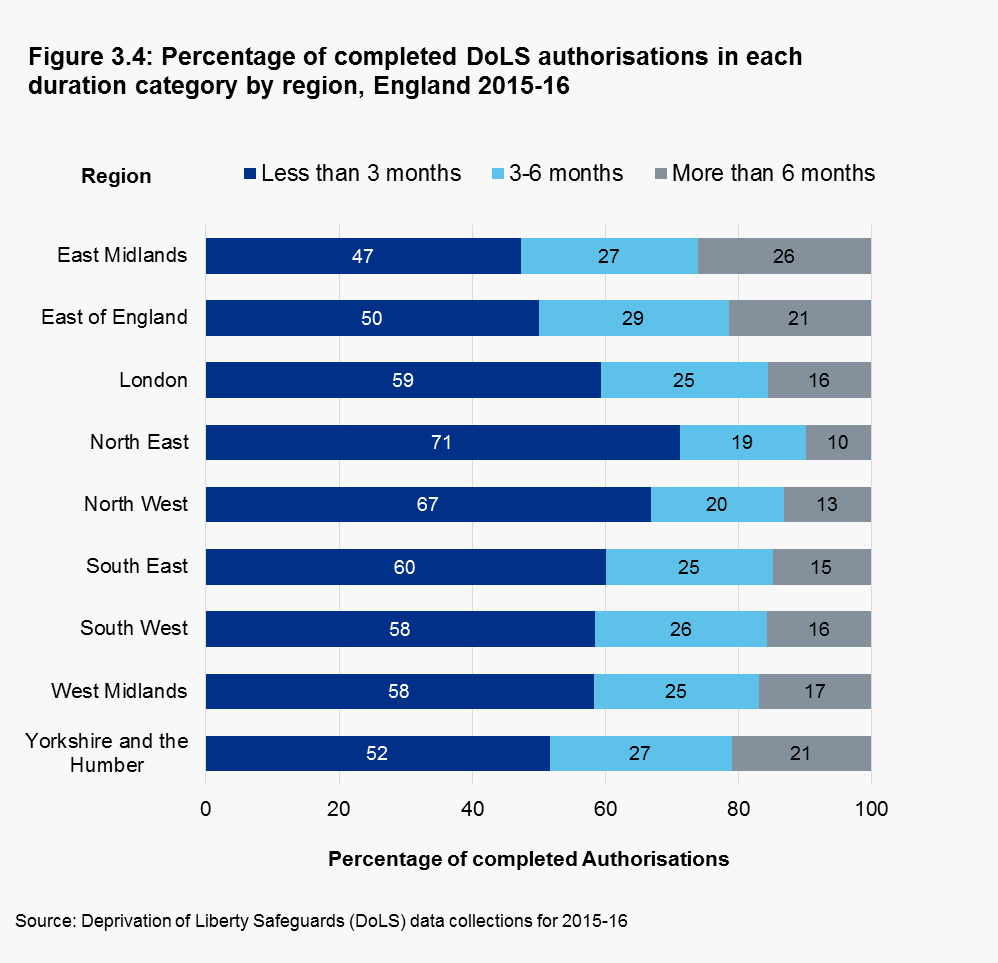 Figure 3.4: Percentage of completed DoLS authorisations in each
duration category by region, England 2015-16
Region
Less than 3 months
3-6 months
More than 6 months
East Midlands
47
27
26
East of England
50
29
21
London
59
25
16
North East
71
19
10
North West
67
20
13
South East
60
25
15
South West
58
26
16
West Midlands
58
25
17
Yorkshire and the
Humber
52
27
21
0
20
40
60
80
100
Percentage of completed Authorisations
Source: Deprivation of Liberty Safeguards (DoLS) data collections for 2015-16